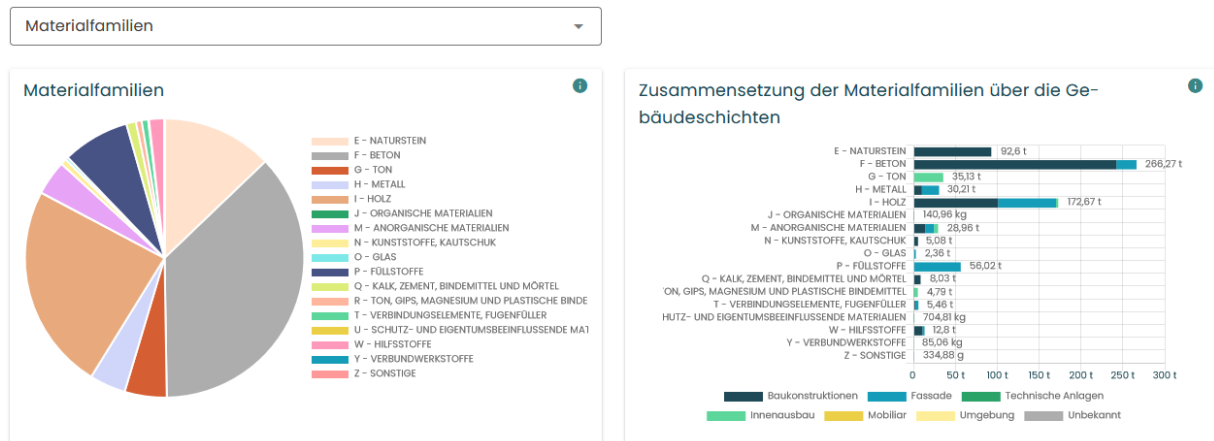 Materialfamilien
Materialfamilien
E - NATURSTEIN
F - BETON
G - TON
H - METALL
I - HOLZ
J - ORGANISCHE MATERIALIEN
M - ANORGANISCHE MATERIALIEN
N - KUNSTSTOFFE, KAUTSCHUK
O - GLAS
P - FÜLLSTOFFE
Q - KALK, ZEMENT, BINDEMITTEL UND MÖRTEL
R - TON, GIPS, MAGNESIUM UND PLASTISCHE BINDE
T - VERBINDUNGSELEMENTE, FUGENFÜLLER
U - SCHUTZ- UND EIGENTUMSBEEINFLUSSENDE MAT
W - HILFSSTOFFE
Y - VERBUNDWERKSTOFFE
Z - SONSTIGE
Zusammensetzung der Materialfamilien über die Ge-
bäudeschichten
E - NATURSTEIN 92,6 t
F - BETON 266,27 t
G - TON 35,13 t
H - METALL 30,21 t
I - HOLZ 172,67 t
J - ORGANISCHE MATERIALIEN 140,96 kg
M - ANORGANISCHE MATERIALIEN 28,96 t
N - KUNSTSTOFFE, KAUTSCHUK 5,08 t
O - GLAS 2,36 t
P - FÜLLSTOFFE 56,02 t
Q - KALK, ZEMENT, BINDEMITTEL UND MÖRTEL 8,03 t
TON, GIPS, MAGNESIUM UND PLASTISCHE BINDEMITTEL 4,79 t
T - VERBINDUNGSELEMENTE, FUGENFÜLLER 5,46 t
HUTZ- UND EIGENTUMSBEEINFLUSSENDE MATERIALIEN 704,81 kg
W - HILFSSTOFFE 12,8 t
Y - VERBUNDWERKSTOFFE 85,06 kg
Z - SONSTIGE 334,88 g
0 50 t 100 t 150 t 200 t 250 t 300 t
Baukonstruktionen Fassade Technische Anlagen
Innenausbau Mobiliar Umgebung Unbekannt